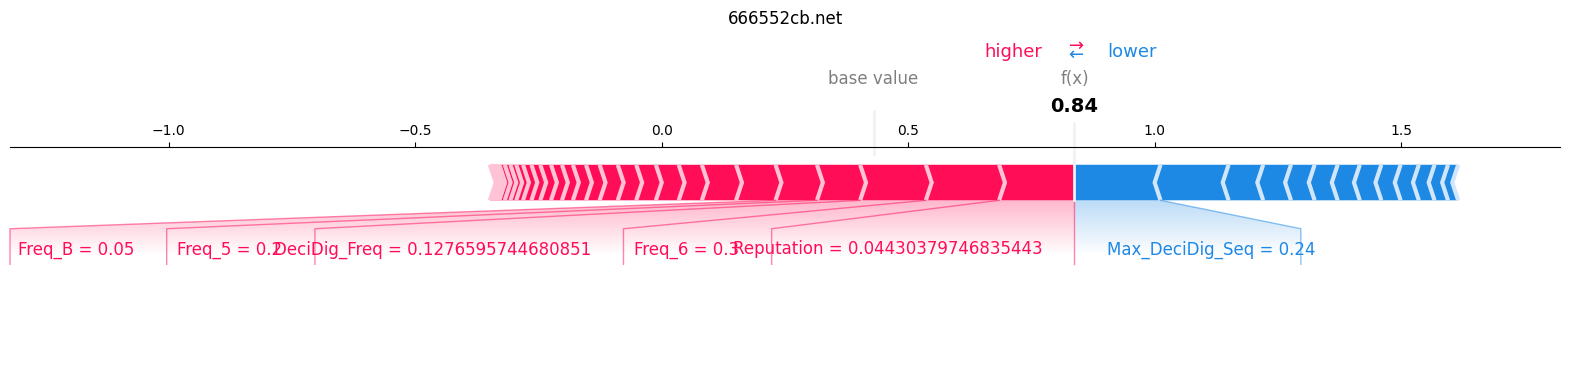 666552cb.net
higher → ← lower
base value f(x)
0.84
−1.0 −0.5 0.0 0.5 1.0 1.5
Freq_B = 0.05 Freq_5 = 0.2 DeciDig_Freq = 0.1276595744680851 Freq_6 = 0.3 Reputation = 0.04430379746835443 Max_DeciDig_Seq = 0.24